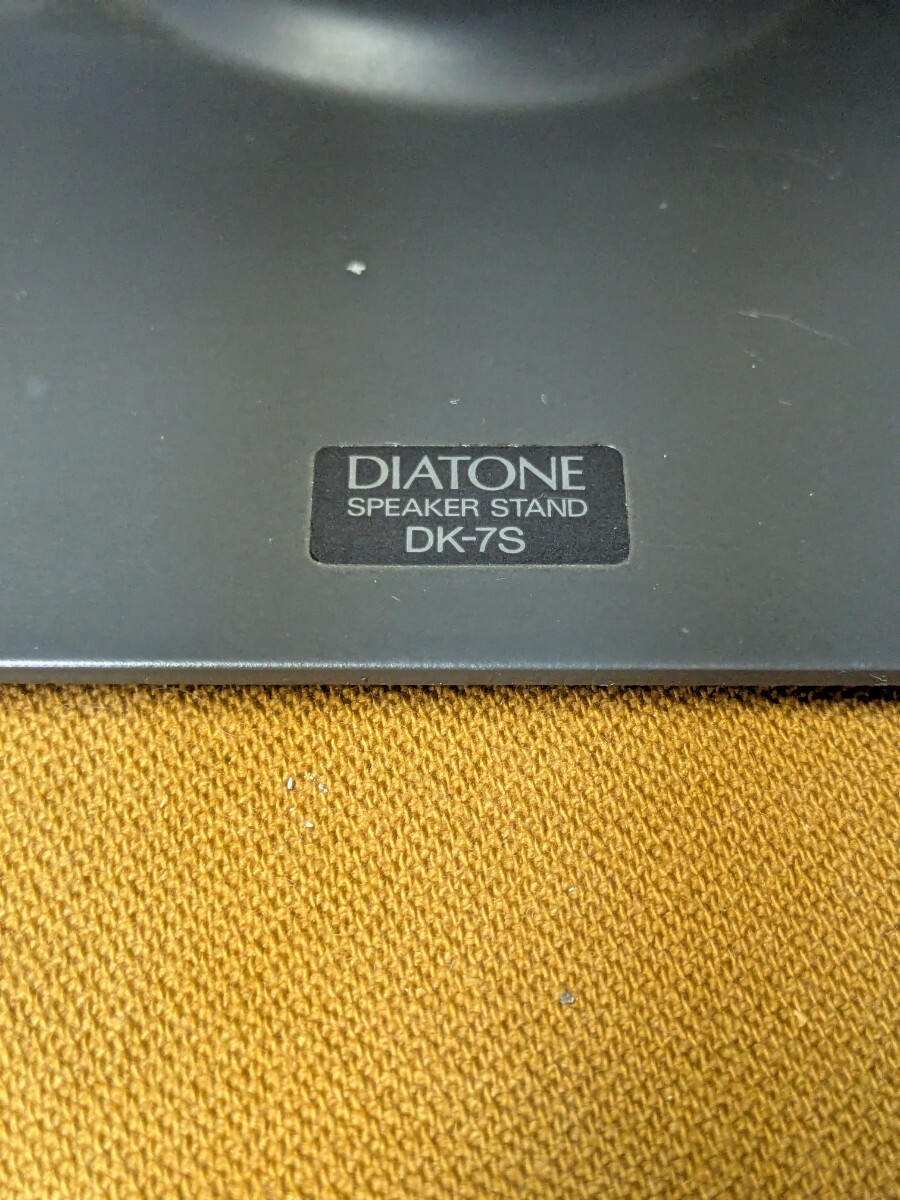 DIATONE
SPEAKER STAND
DK-7S